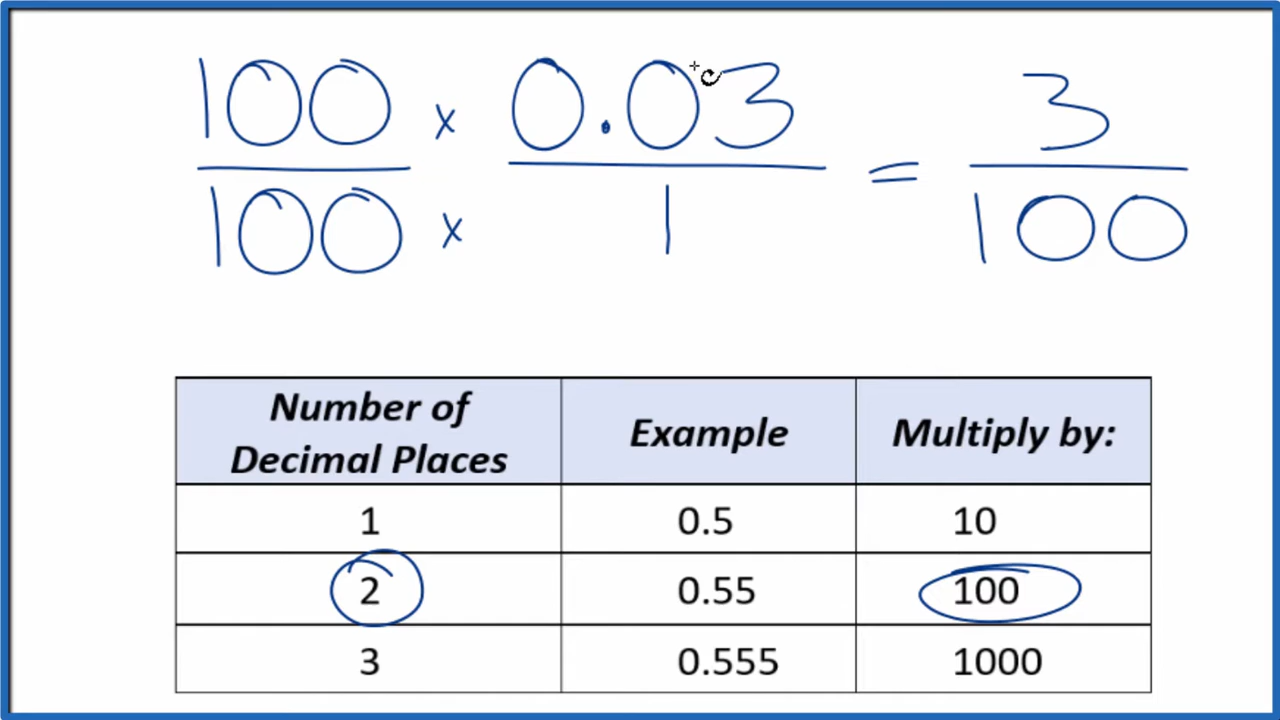 100 × 0.03 = 3
100 × 1 100
Number of Decimal Places Example Multiply by:
1 0.5 10
2 0.55 100
3 0.555 1000